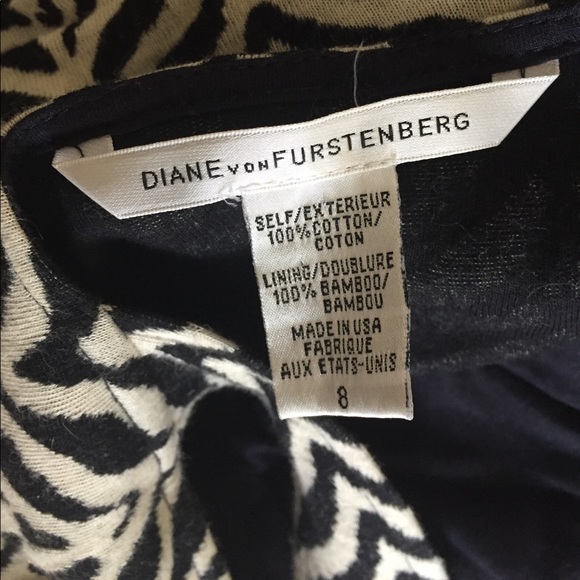 DIANE VON FURSTENBERG
SELF/EXTERIEUR
100% COTTON/
COTON
LINING/DOUBLURE
100% BAMBOO/
BAMBOU
MADE IN USA
FABRIQUE
AUX ETATS-UNIS
8